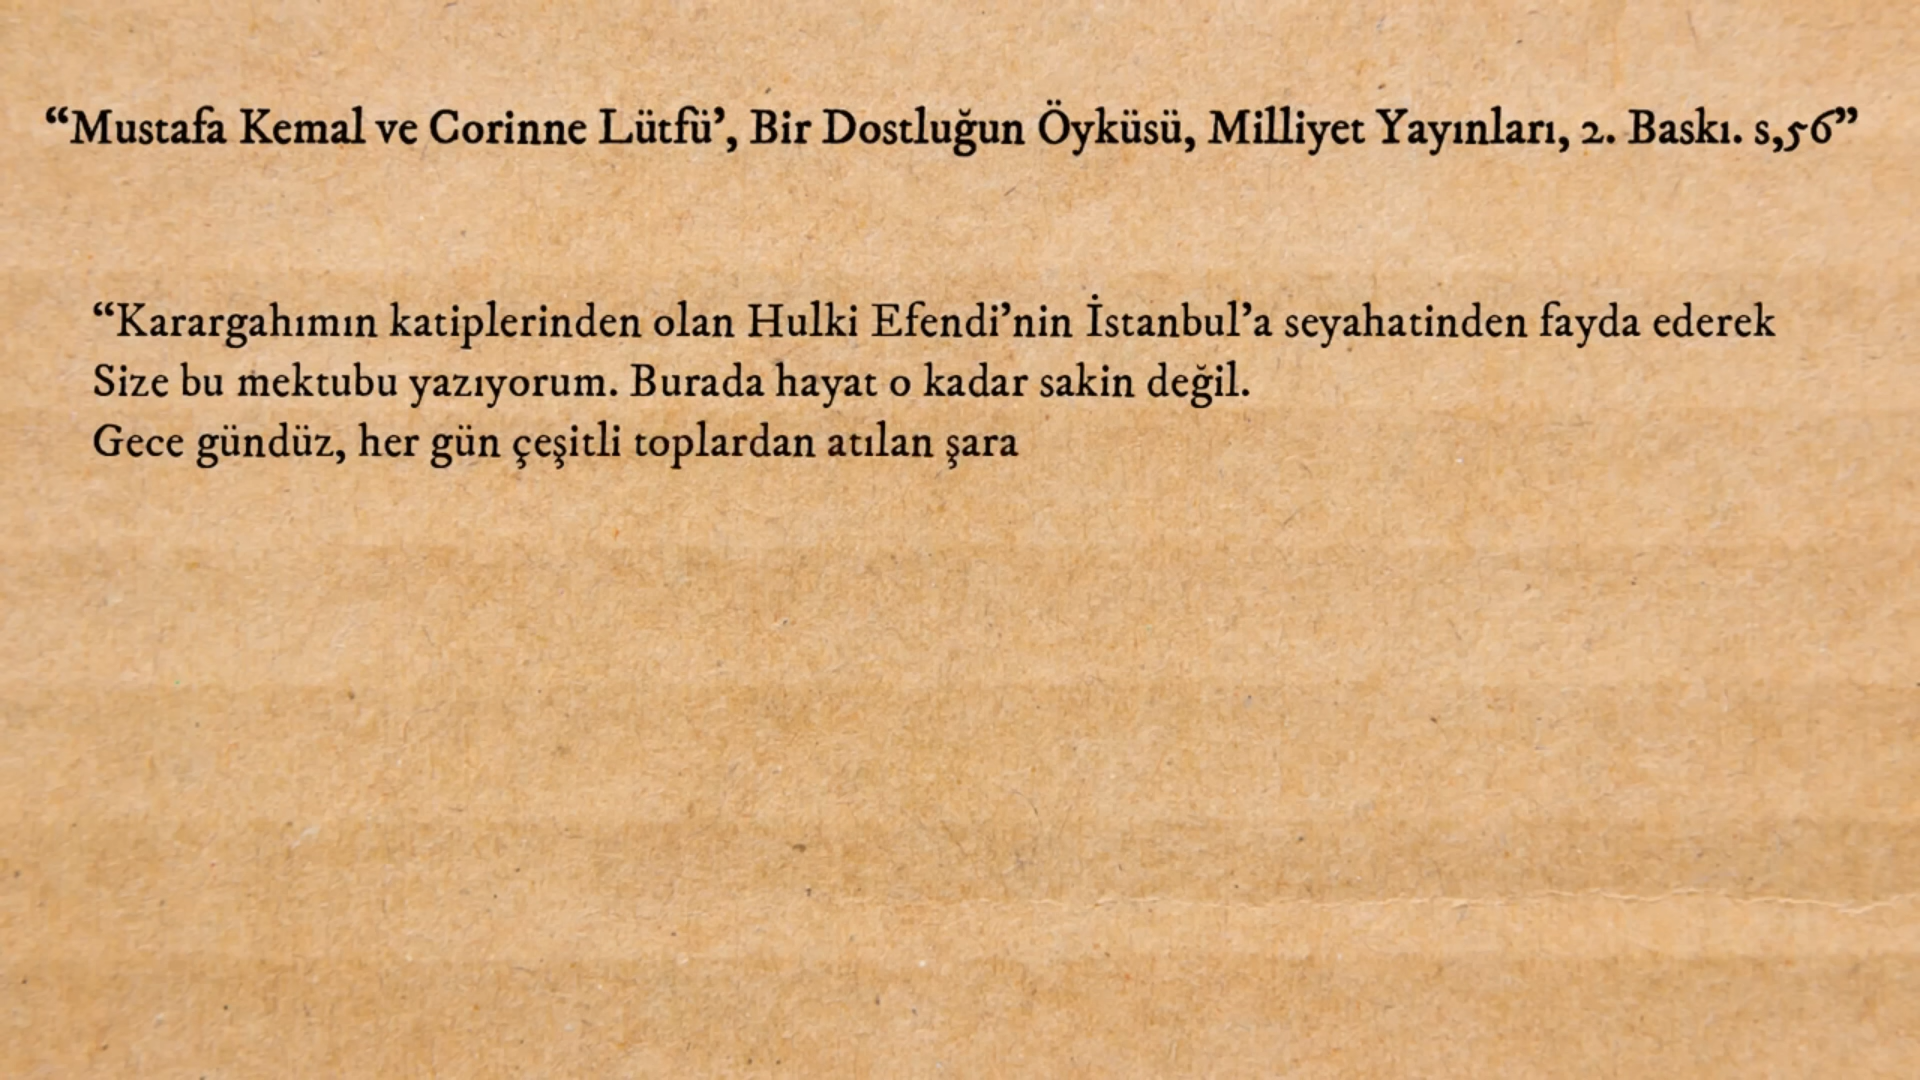 “Mustafa Kemal ve Corinne Lütfü’, Bir Dostluğun Öyküsü, Milliyet Yayınları, 2. Baskı. s,56”
“Karargahımın katiplerinden olan Hulki Efendi’nin İstanbul’a seyahatinden fayda ederek
Size bu mektubu yazıyorum. Burada hayat o kadar sakin değil.
Gece gündüz, her gün çeşitli toplardan atılan şara